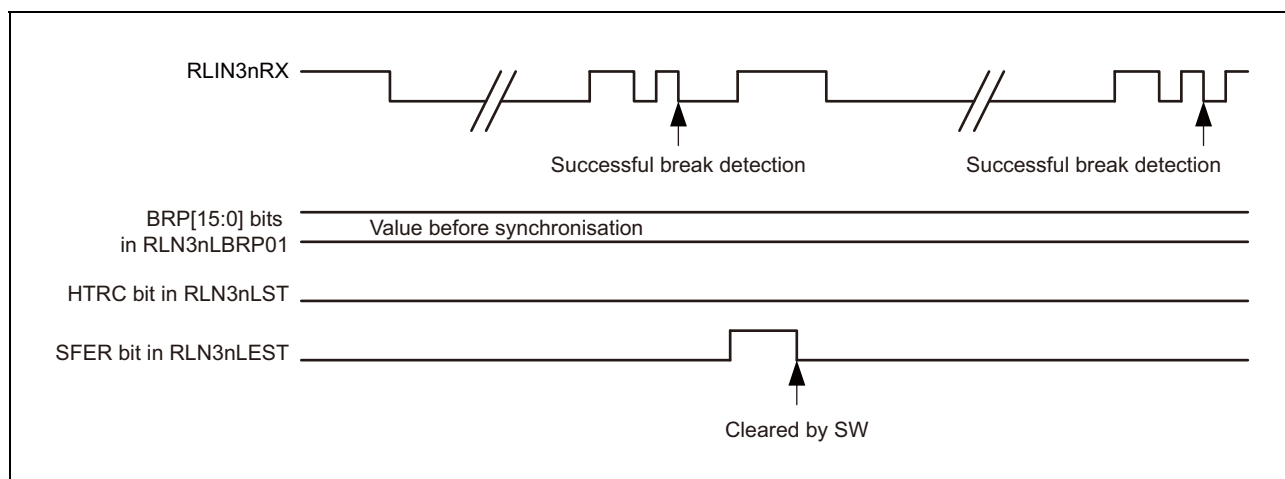 RLIN3nRX
Successful break detection
Successful break detection
BRP[15:0] bits
in RLN3nLBRP01
Value before synchronisation
HTRC bit in RLN3nLST
SFER bit in RLN3nLEST
Cleared by SW